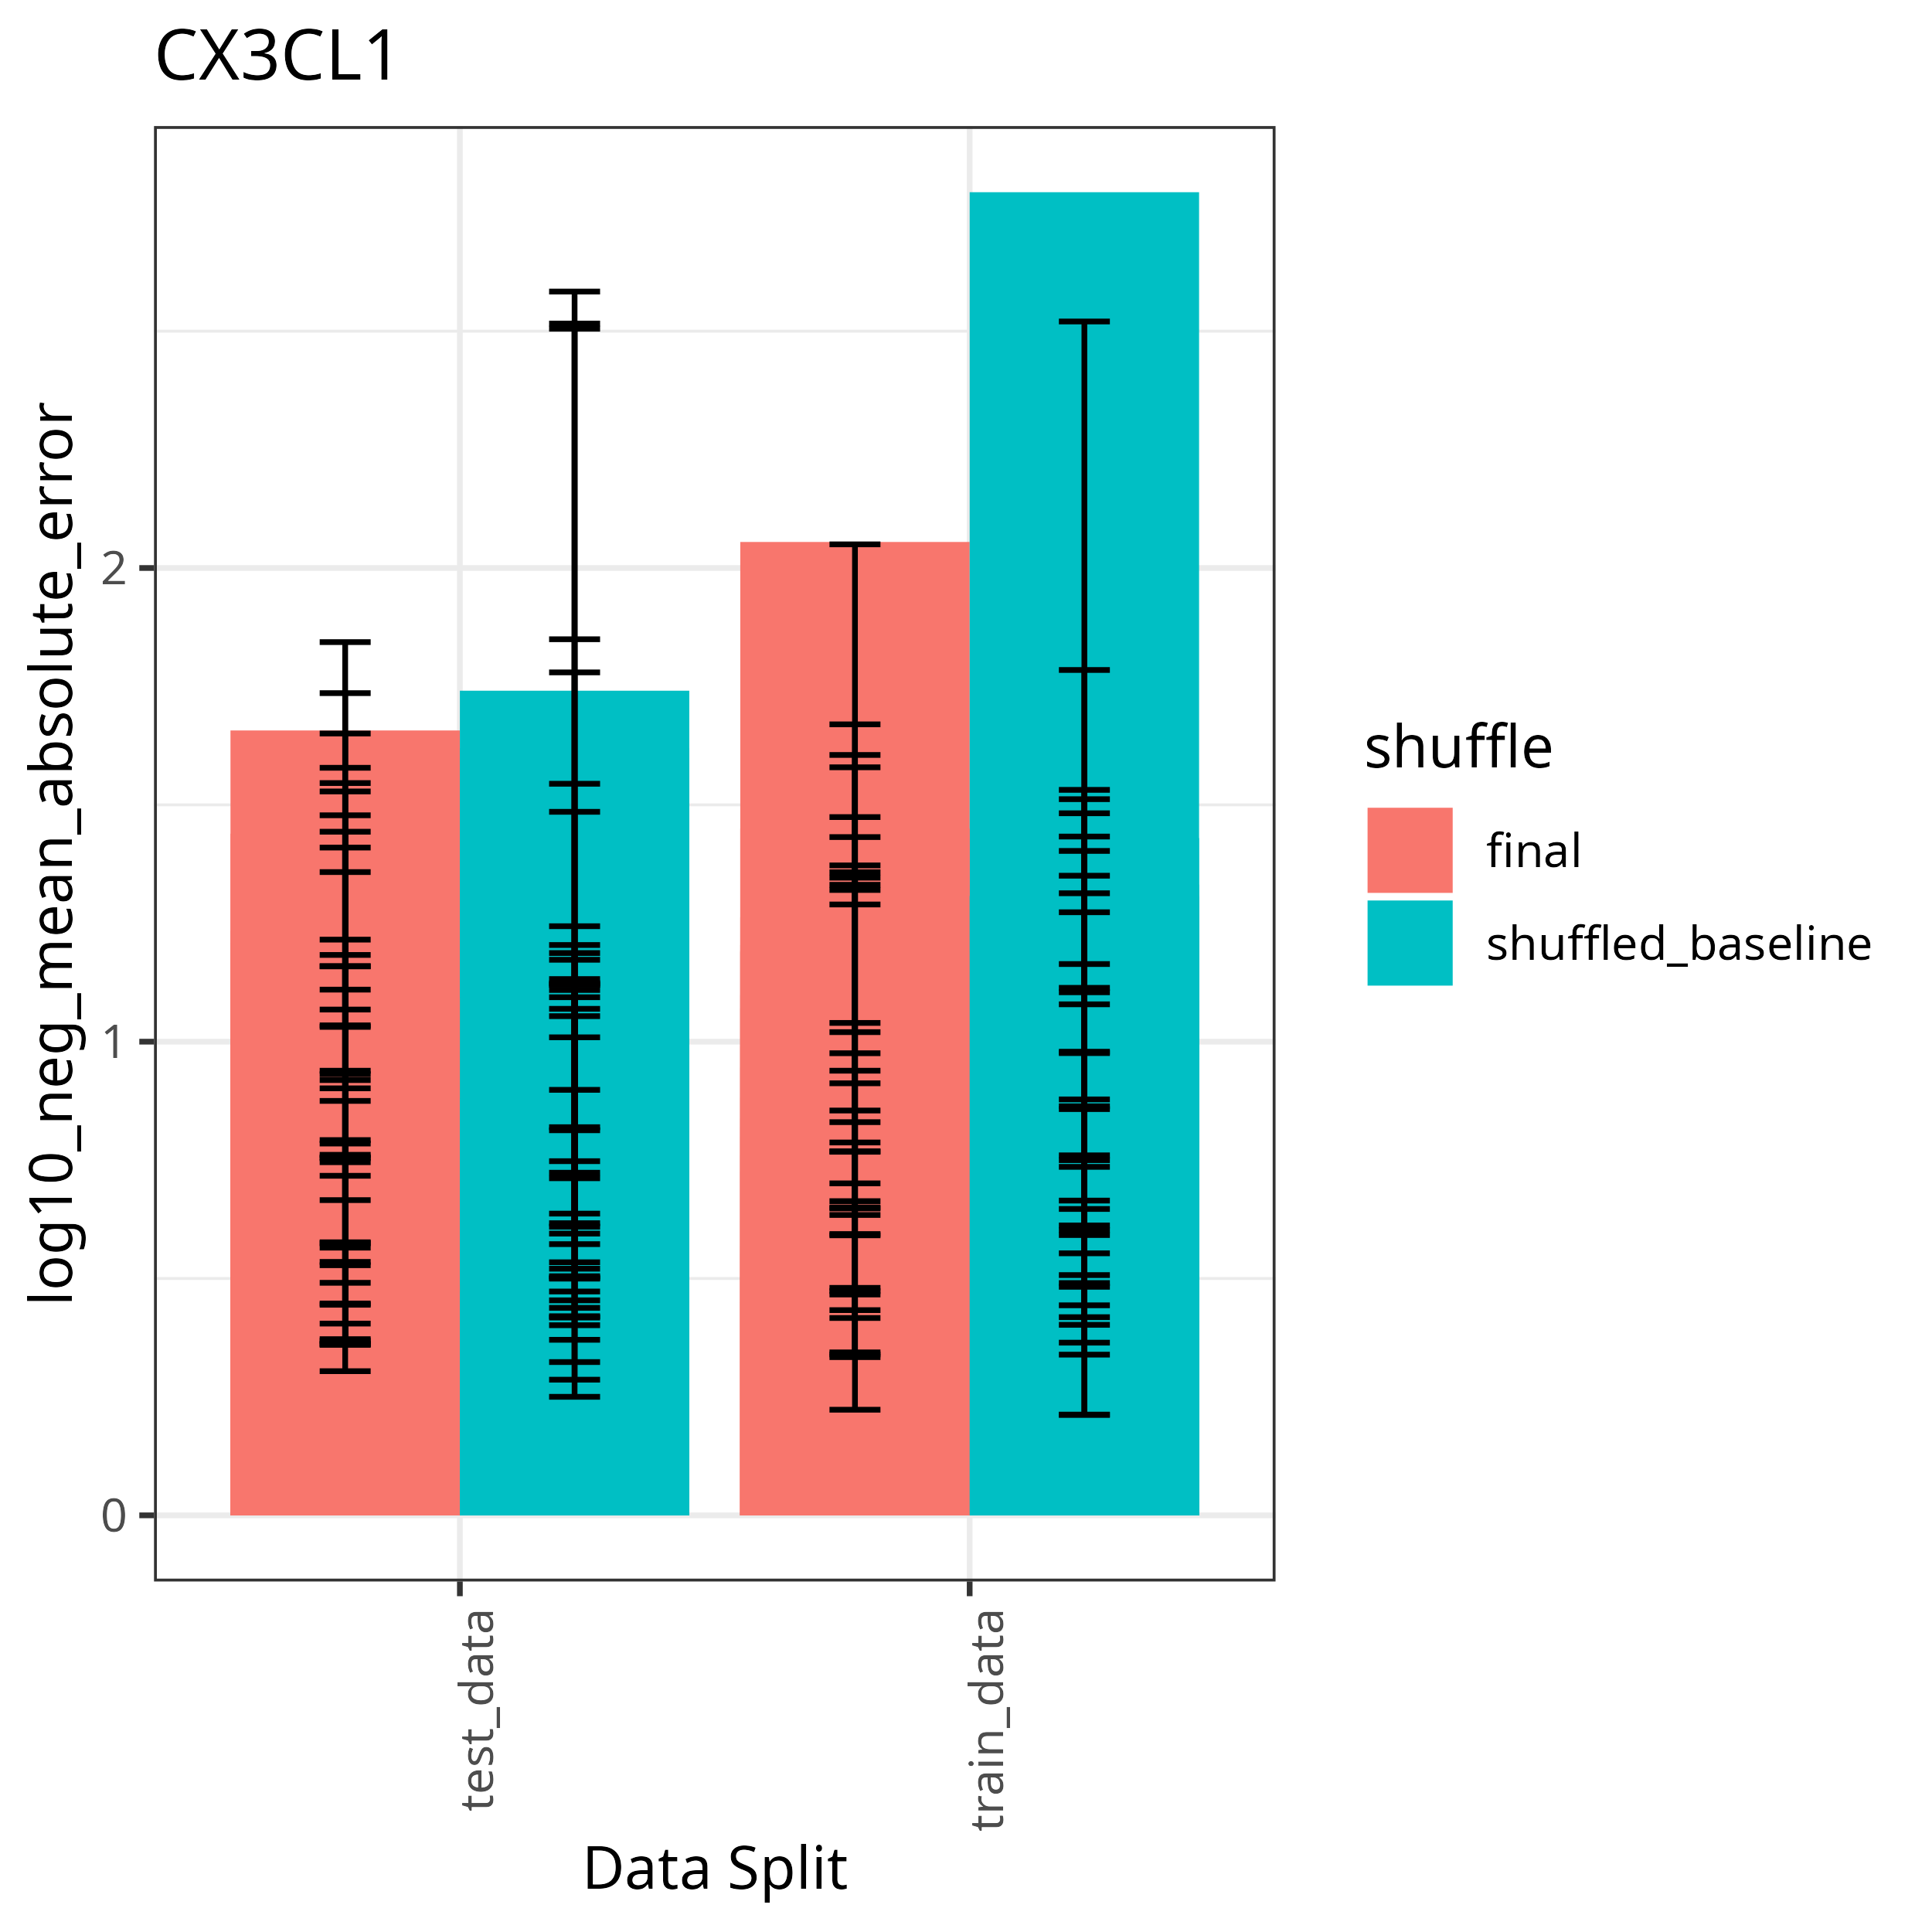 CX3CL1
log10_neg_mean_absolute_error
2
1
0
test_data
train_data
Data Split
shuffle
final
shuffled_baseline